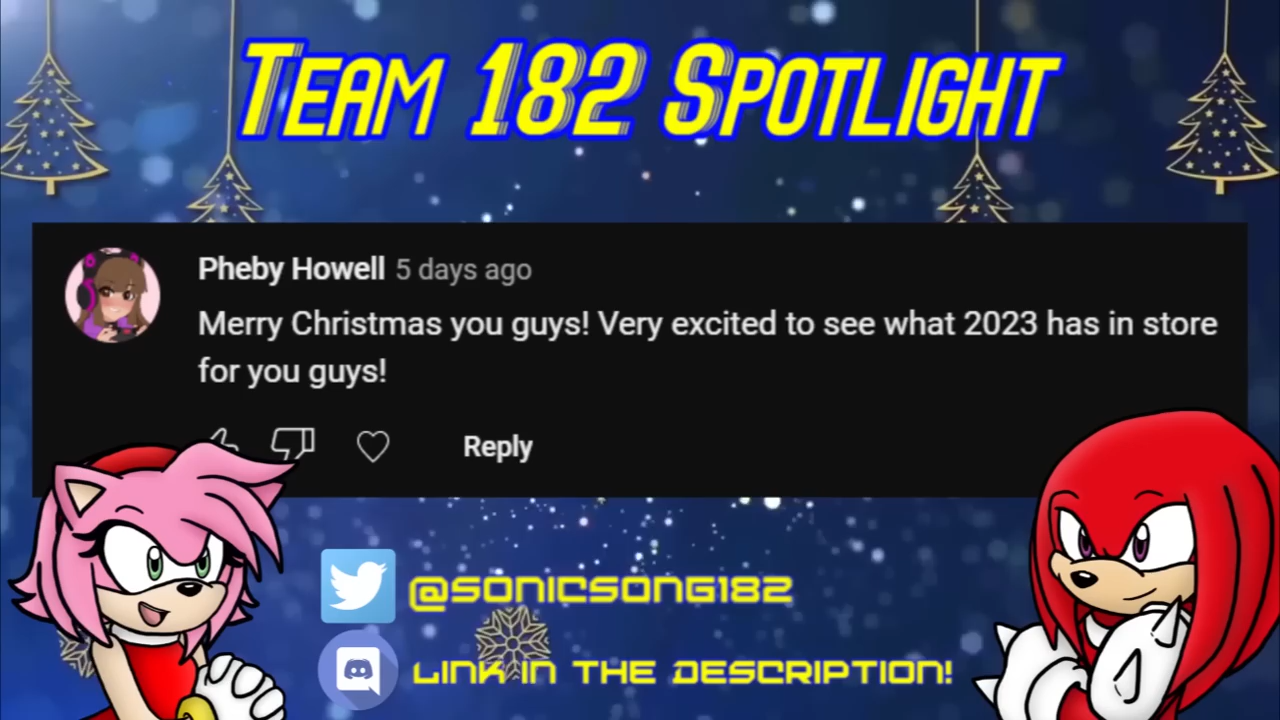 Team 182 Spotlight
Pheby Howell 5 days ago
Merry Christmas you guys! Very excited to see what 2023 has in store
for you guys!
Reply
@SonicSong182
Link in the Description!